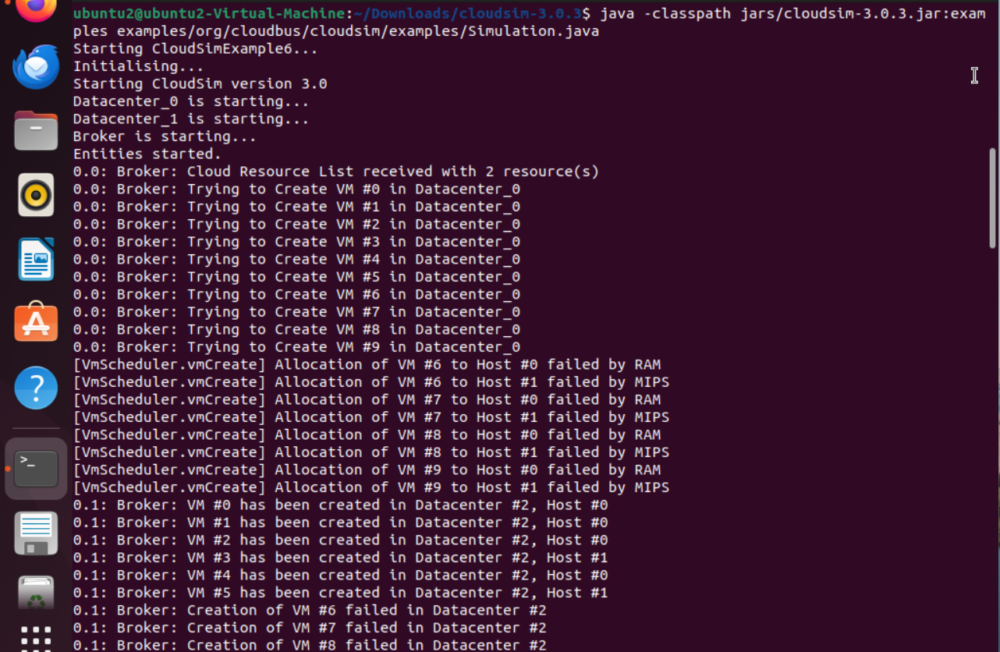 ubuntu2@ubuntu2-Virtual-Machine:~/Downloads/cloudsim-3.0.3$ java -classpath jars/cloudsim-3.0.3.jar:exam
ples examples/org/cloudbus/cloudsim/examples/Simulation.java
Starting CloudSimExample6...
Initialising...
Starting CloudSim version 3.0
Datacenter_0 is starting...
Datacenter_1 is starting...
Broker is starting...
Entities started.
0.0: Broker: Cloud Resource List received with 2 resource(s)
0.0: Broker: Trying to Create VM #0 in Datacenter_0
0.0: Broker: Trying to Create VM #1 in Datacenter_0
0.0: Broker: Trying to Create VM #2 in Datacenter_0
0.0: Broker: Trying to Create VM #3 in Datacenter_0
0.0: Broker: Trying to Create VM #4 in Datacenter_0
0.0: Broker: Trying to Create VM #5 in Datacenter_0
0.0: Broker: Trying to Create VM #6 in Datacenter_0
0.0: Broker: Trying to Create VM #7 in Datacenter_0
0.0: Broker: Trying to Create VM #8 in Datacenter_0
0.0: Broker: Trying to Create VM #9 in Datacenter_0
[VmScheduler.vmCreate] Allocation of VM #6 to Host #0 failed by RAM
[VmScheduler.vmCreate] Allocation of VM #6 to Host #1 failed by MIPS
[VmScheduler.vmCreate] Allocation of VM #7 to Host #0 failed by RAM
[VmScheduler.vmCreate] Allocation of VM #7 to Host #1 failed by MIPS
[VmScheduler.vmCreate] Allocation of VM #8 to Host #0 failed by RAM
[VmScheduler.vmCreate] Allocation of VM #8 to Host #1 failed by MIPS
[VmScheduler.vmCreate] Allocation of VM #9 to Host #0 failed by RAM
[VmScheduler.vmCreate] Allocation of VM #9 to Host #1 failed by MIPS
0.1: Broker: VM #0 has been created in Datacenter #2, Host #0
0.1: Broker: VM #1 has been created in Datacenter #2, Host #0
0.1: Broker: VM #2 has been created in Datacenter #2, Host #0
0.1: Broker: VM #3 has been created in Datacenter #2, Host #1
0.1: Broker: VM #4 has been created in Datacenter #2, Host #0
0.1: Broker: VM #5 has been created in Datacenter #2, Host #1
0.1: Broker: Creation of VM #6 failed in Datacenter #2
0.1: Broker: Creation of VM #7 failed in Datacenter #2
0.1: Broker: Creation of VM #8 failed in Datacenter #2